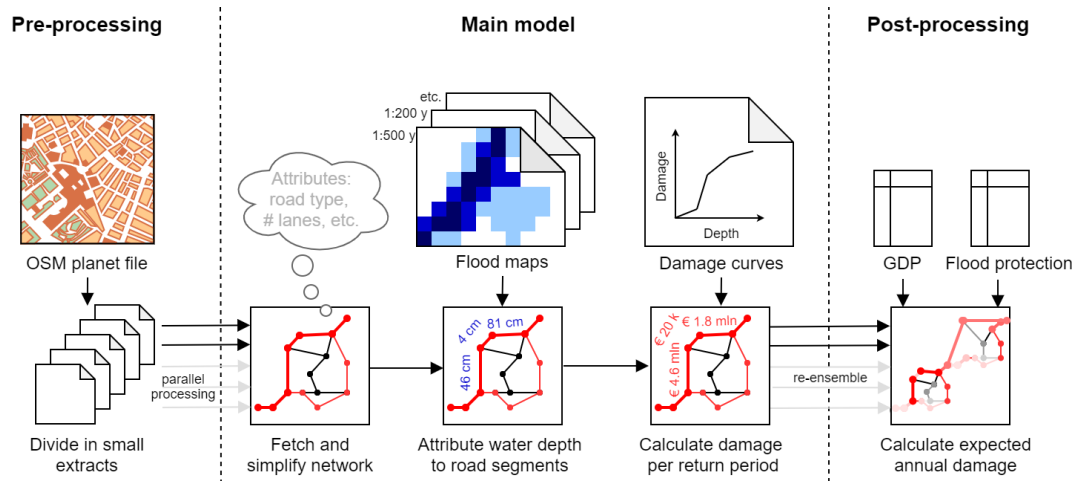 Pre-processing
Main model
Post-processing
etc.
1:200 y
1:500 y
Attributes:
road type,
# lanes, etc.
Damage
Depth
OSM planet file
Flood maps
Damage curves
GDP
Flood protection
parallel
processing
46 cm
4 cm
81 cm
€ 4.6 mln
€ 20 k
€ 1.8 mln
re-ensemble
Divide in small
extracts
Fetch and
simplify network
Attribute water depth
to road segments
Calculate damage
per return period
Calculate expected
annual damage